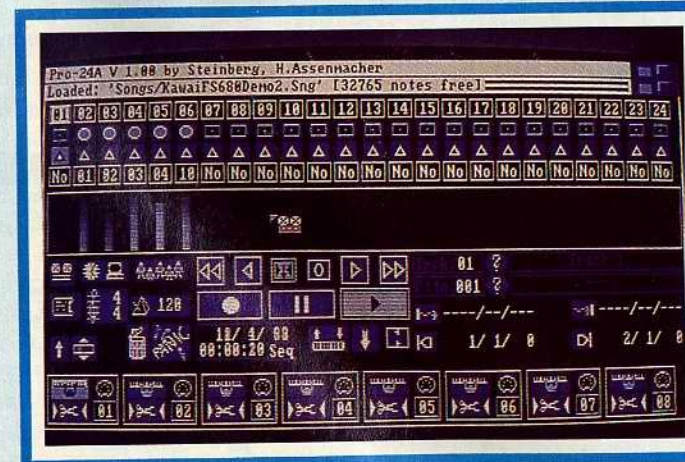 Pro-24A V 1.00 by Steinberg, H.Assenmacher
Loaded: 'Songs/KawaiFS680Demo2.Sng' [32765 notes free]
01 02 03 04 05 06 07 08 09 10 11 12 13 14 15 16 17 18 19 20 21 22 23 24
No 01 02 03 04 10 No No No No No No No No No No No No No No No No No No
0 01 ?
001 ?
4
4 120 ----/--/--- ----/--/---
PANIC
00:00:20 Seq 1/ 1/ 0 2/ 1/ 0
01 02 03 04 05 06 07 08